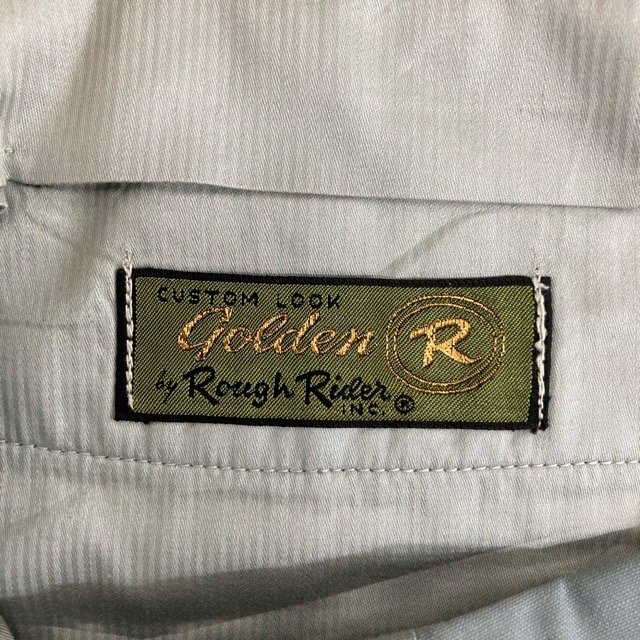 CUSTOM LOOK
Golden R
by Rough Rider
INC. ®